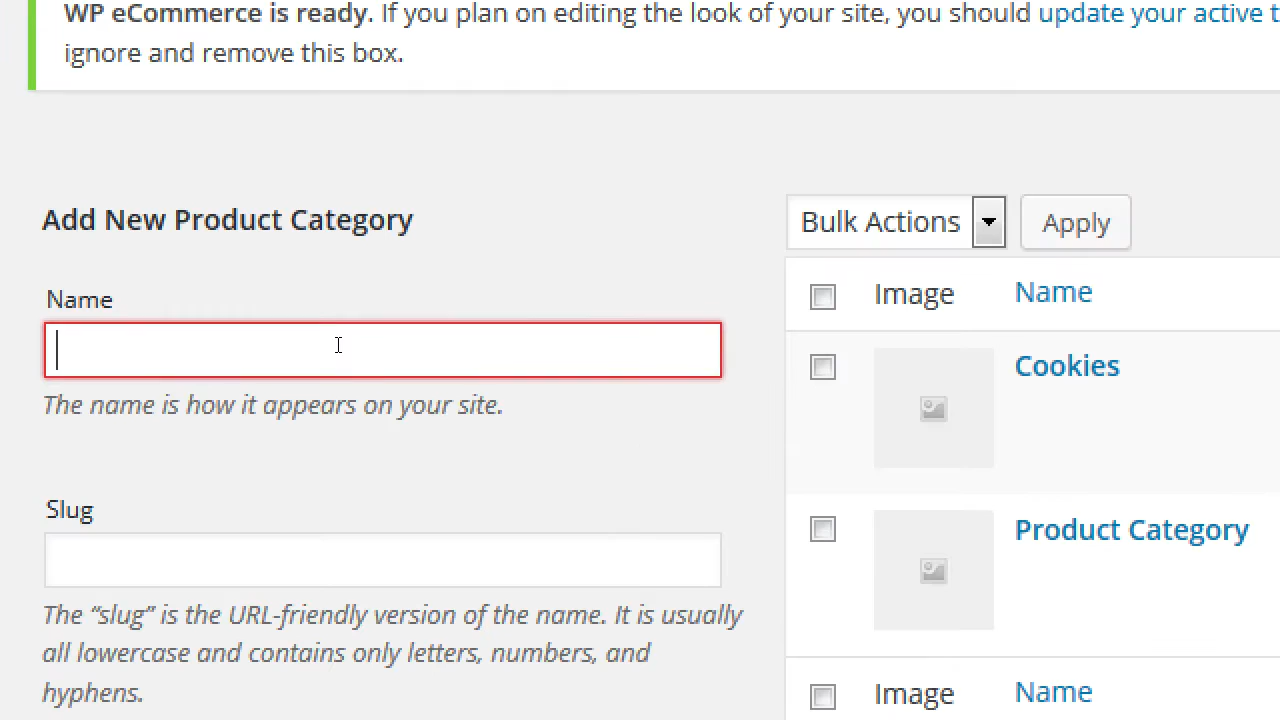 WP eCommerce is ready. If you plan on editing the look of your site, you should update your active t
ignore and remove this box.
Add New Product Category
Bulk Actions
Apply
Name
Image
Name
The name is how it appears on your site.
Cookies
Slug
Product Category
The “slug” is the URL-friendly version of the name. It is usually
all lowercase and contains only letters, numbers, and
hyphens.
Image
Name